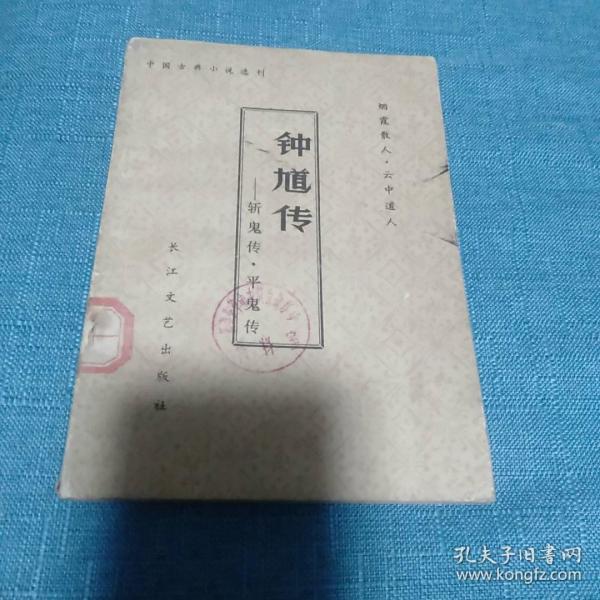 中国古典小说选刊
烟霞散人·云中道人
钟馗传
——斩鬼传·平鬼传
长江文艺出版社
孔夫子旧书网
www.kongfz.com